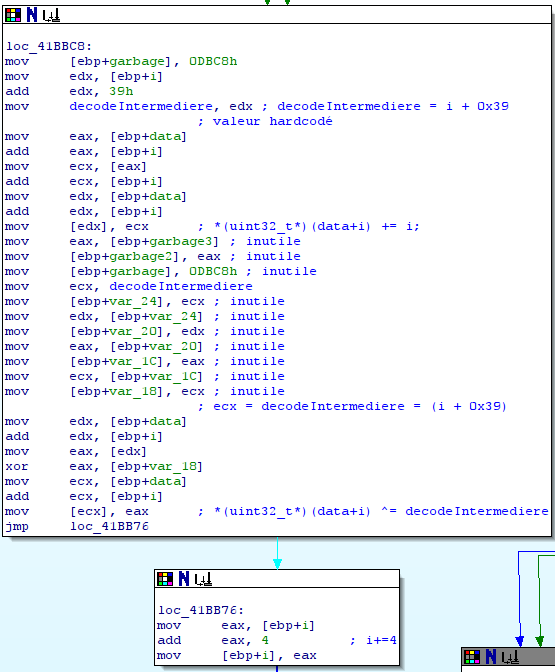 loc_41BBC8:
mov [ebp+garbage], 0DBC8h
mov edx, [ebp+i]
add edx, 39h
mov decodeIntermediere, edx ; decodeIntermediere = i + 0x39
; valeur hardcodé
mov eax, [ebp+data]
add eax, [ebp+i]
mov ecx, [eax]
add ecx, [ebp+i]
mov edx, [ebp+data]
add edx, [ebp+i]
mov [edx], ecx ; *(uint32_t*)(data+i) += i;
mov eax, [ebp+garbage3] ; inutile
mov [ebp+garbage2], eax ; inutile
mov [ebp+garbage], 0DBC8h ; inutile
mov ecx, decodeIntermediere
mov [ebp+var_24], ecx ; inutile
mov edx, [ebp+var_24] ; inutile
mov [ebp+var_20], edx ; inutile
mov eax, [ebp+var_20] ; inutile
mov [ebp+var_1C], eax ; inutile
mov ecx, [ebp+var_1C] ; inutile
mov [ebp+var_18], ecx ; inutile
; ecx = decodeIntermediere = (i + 0x39)
mov edx, [ebp+data]
add edx, [ebp+i]
mov eax, [edx]
xor eax, [ebp+var_18]
mov ecx, [ebp+data]
add ecx, [ebp+i]
mov [ecx], eax ; *(uint32_t*)(data+i) ^= decodeIntermediere
jmp loc_41BB76
loc_41BB76:
mov eax, [ebp+i]
add eax, 4 ; i+=4
mov [ebp+i], eax